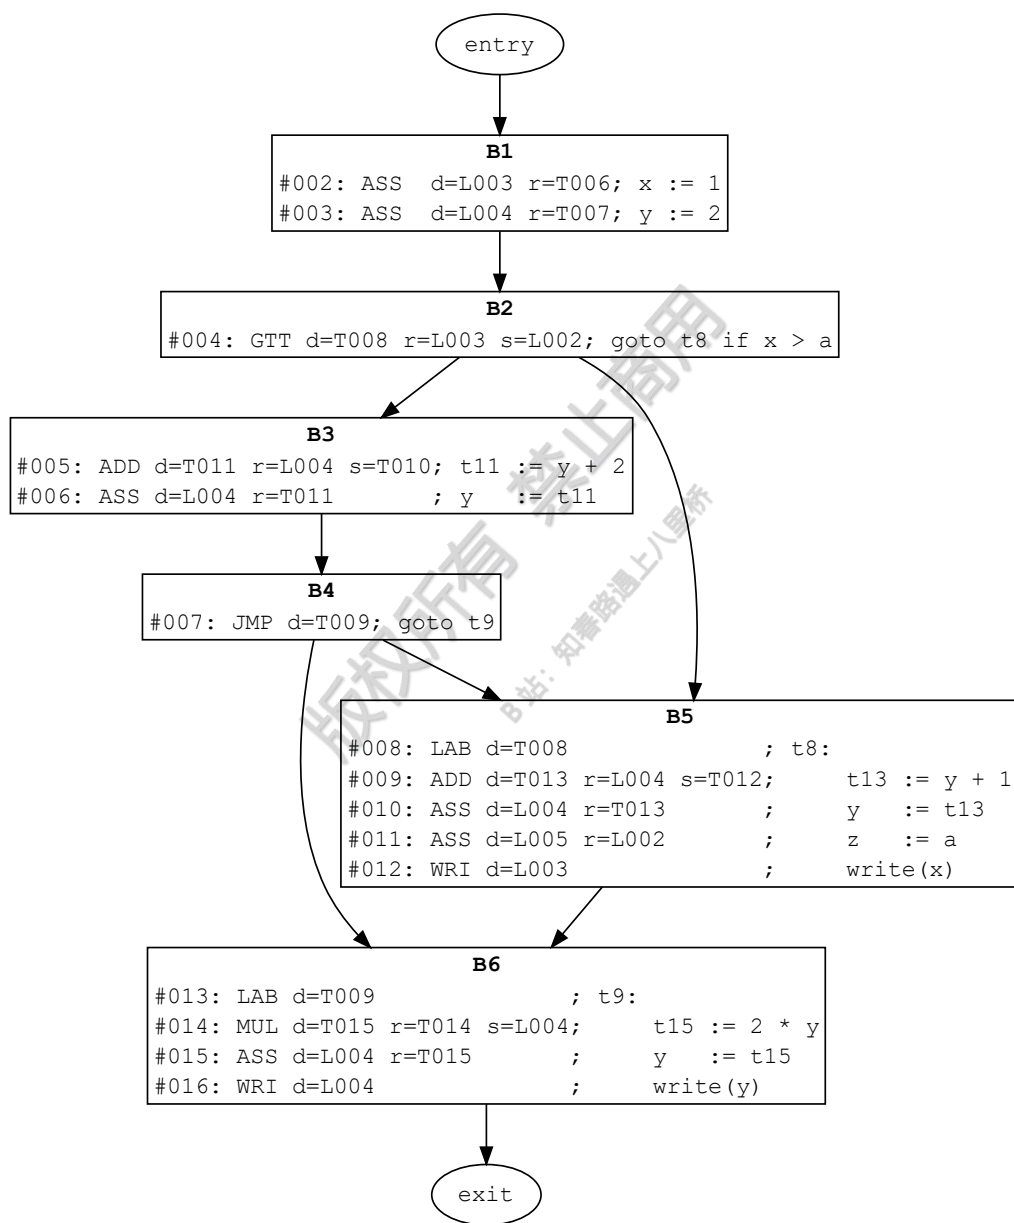 entry
B1
#002: ASS  d=L003 r=T006; x := 1
#003: ASS  d=L004 r=T007; y := 2
B2
#004: GTT d=T008 r=L003 s=L002; goto t8 if x > a
B3
#005: ADD d=T011 r=L004 s=T010; t11 := y + 2
#006: ASS d=L004 r=T011       ; y   := t11
B4
#007: JMP d=T009; goto t9
B5
#008: LAB d=T008              ; t8:
#009: ADD d=T013 r=L004 s=T012;     t13 := y + 1
#010: ASS d=L004 r=T013       ;     y   := t13
#011: ASS d=L005 r=L002       ;     z   := a
#012: WRI d=L003              ;     write(x)
B6
#013: LAB d=T009              ; t9:
#014: MUL d=T015 r=T014 s=L004;     t15 := 2 * y
#015: ASS d=L004 r=T015       ;     y   := t15
#016: WRI d=L004              ;     write(y)
exit
版权所有 禁止商用
B 站: 知春路遇上八里桥